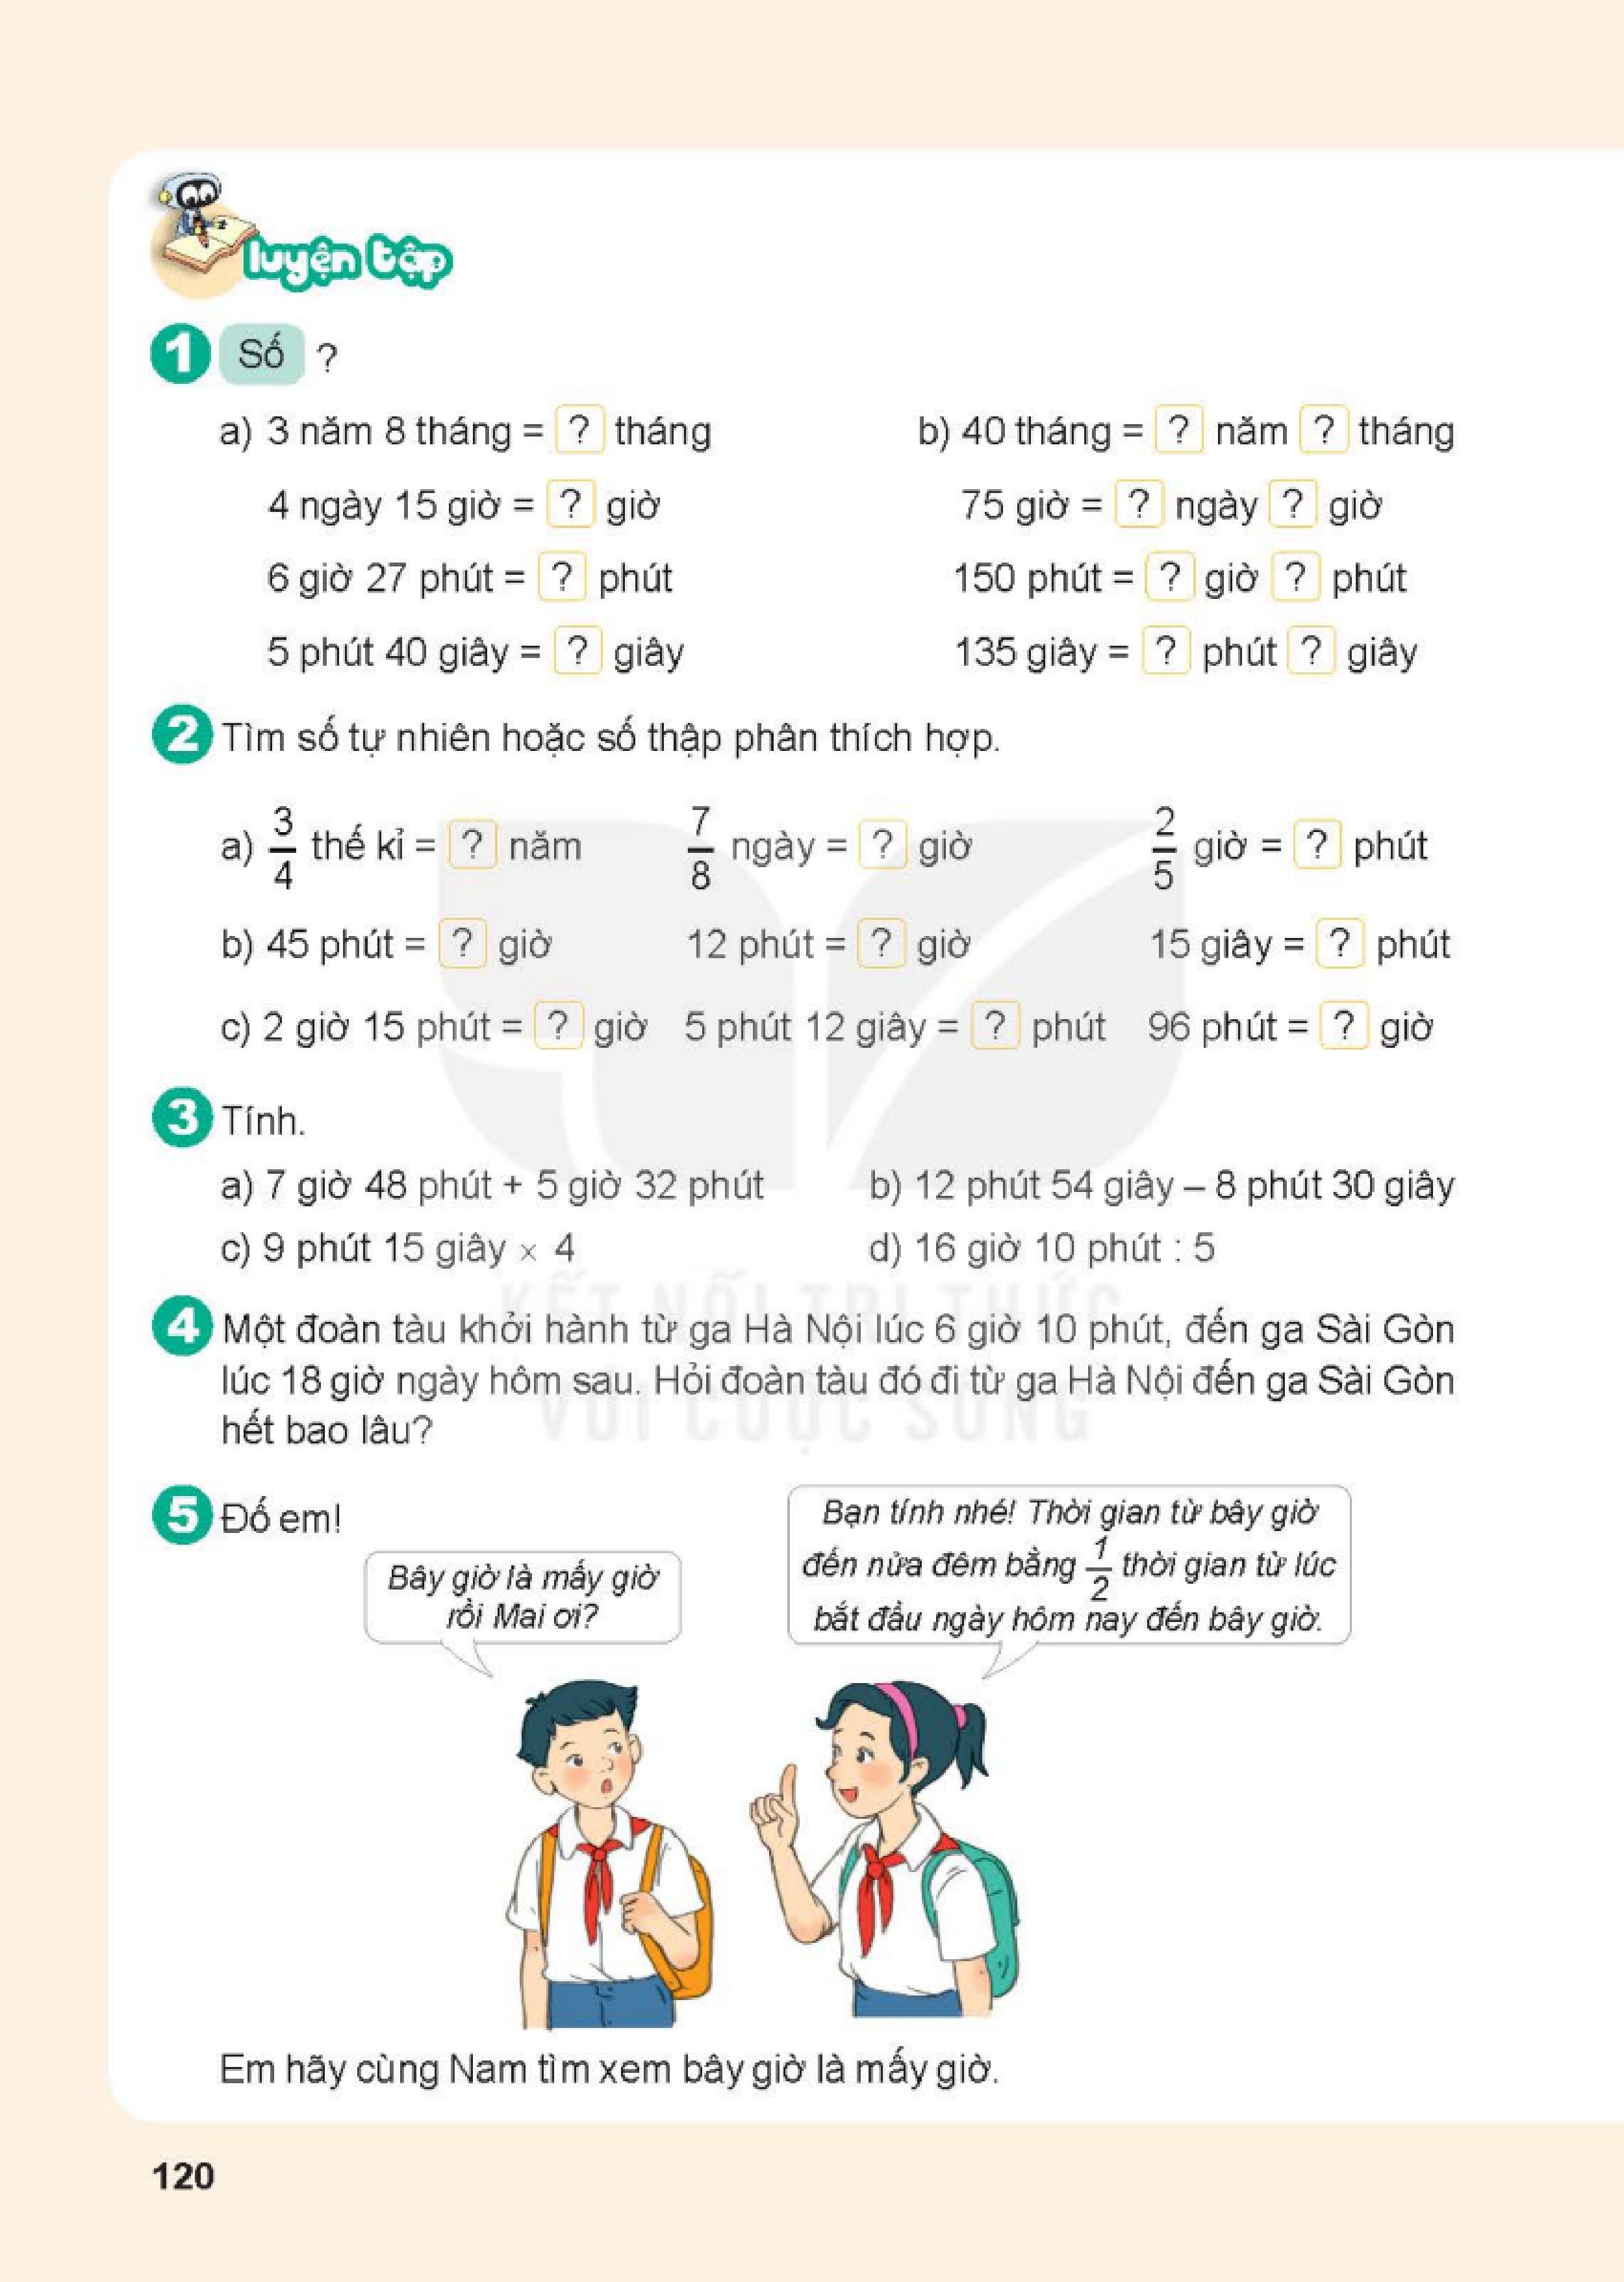 luyện tập
1 Số ?
a) 3 năm 8 tháng = ? tháng
b) 40 tháng = ? năm ? tháng
4 ngày 15 giờ = ? giờ
75 giờ = ? ngày ? giờ
6 giờ 27 phút = ? phút
150 phút = ? giờ ? phút
5 phút 40 giây = ? giây
135 giây = ? phút ? giây
2 Tìm số tự nhiên hoặc số thập phân thích hợp.
a) 3/4 thế kỉ = ? năm 7/8 ngày = ? giờ 2/5 giờ = ? phút
b) 45 phút = ? giờ 12 phút = ? giờ 15 giây = ? phút
c) 2 giờ 15 phút = ? giờ 5 phút 12 giây = ? phút 96 phút = ? giờ
3 Tính.
a) 7 giờ 48 phút + 5 giờ 32 phút b) 12 phút 54 giây – 8 phút 30 giây
c) 9 phút 15 giây × 4 d) 16 giờ 10 phút : 5
KẾT NỐI TRI THỨC
4 Một đoàn tàu khởi hành từ ga Hà Nội lúc 6 giờ 10 phút, đến ga Sài Gòn
lúc 18 giờ ngày hôm sau. Hỏi đoàn tàu đó đi từ ga Hà Nội đến ga Sài Gòn
VỚI CUỘC SỐNG
hết bao lâu?
5 Đố em!
Bây giờ là mấy giờ
rồi Mai ơi?
Bạn tính nhé! Thời gian từ bây giờ
đến nửa đêm bằng 1/2 thời gian từ lúc
bắt đầu ngày hôm nay đến bây giờ.
Em hãy cùng Nam tìm xem bây giờ là mấy giờ.
120